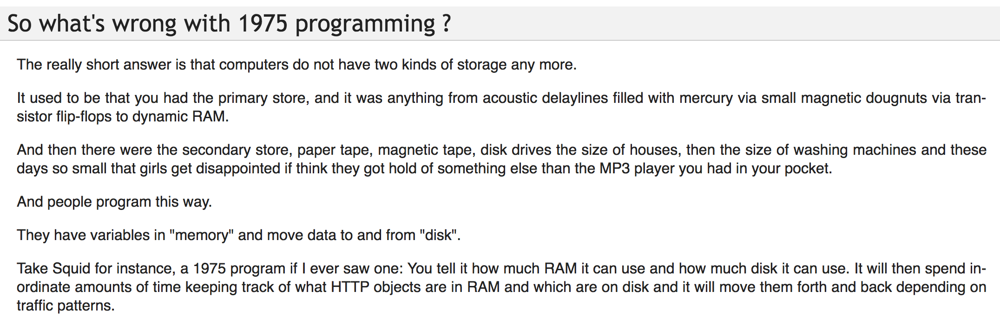 So what's wrong with 1975 programming ?
The really short answer is that computers do not have two kinds of storage any more.
It used to be that you had the primary store, and it was anything from acoustic delaylines filled with mercury via small magnetic dougnuts via tran-
sistor flip-flops to dynamic RAM.
And then there were the secondary store, paper tape, magnetic tape, disk drives the size of houses, then the size of washing machines and these
days so small that girls get disappointed if think they got hold of something else than the MP3 player you had in your pocket.
And people program this way.
They have variables in "memory" and move data to and from "disk".
Take Squid for instance, a 1975 program if I ever saw one: You tell it how much RAM it can use and how much disk it can use. It will then spend in-
ordinate amounts of time keeping track of what HTTP objects are in RAM and which are on disk and it will move them forth and back depending on
traffic patterns.